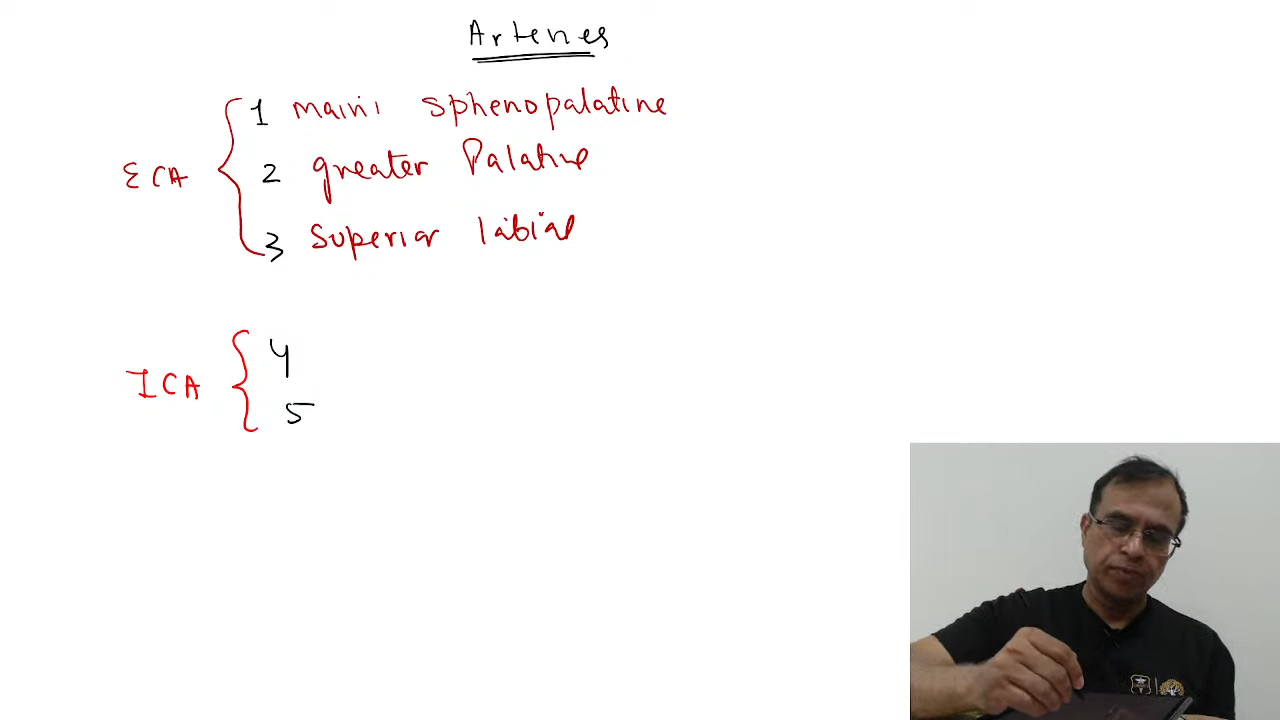 Arteries
ECA
1 main: sphenopalatine
2 greater Palatine
3 Superior labial
ICA
4
5